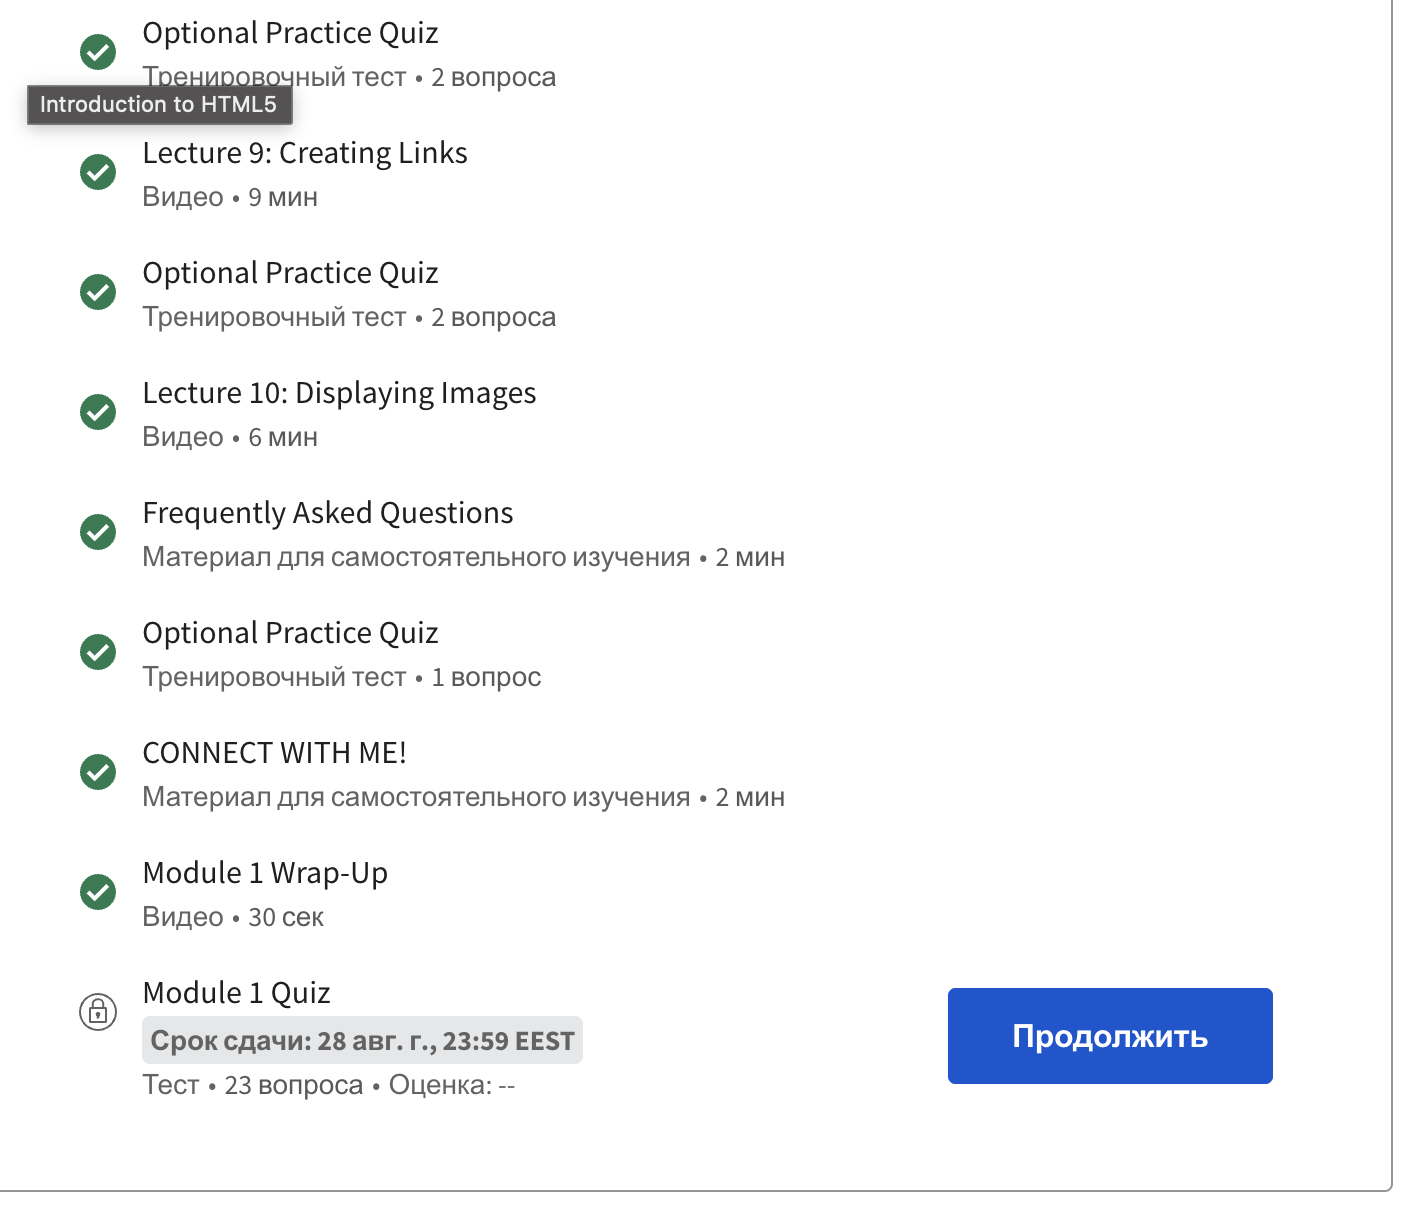 Optional Practice Quiz
Тренировочный тест • 2 вопроса
Introduction to HTML5
Lecture 9: Creating Links
Видео • 9 мин
Optional Practice Quiz
Тренировочный тест • 2 вопроса
Lecture 10: Displaying Images
Видео • 6 мин
Frequently Asked Questions
Материал для самостоятельного изучения • 2 мин
Optional Practice Quiz
Тренировочный тест • 1 вопрос
CONNECT WITH ME!
Материал для самостоятельного изучения • 2 мин
Module 1 Wrap-Up
Видео • 30 сек
Module 1 Quiz
Срок сдачи: 28 авг. г., 23:59 EEST
Тест • 23 вопроса • Оценка: --
Продолжить